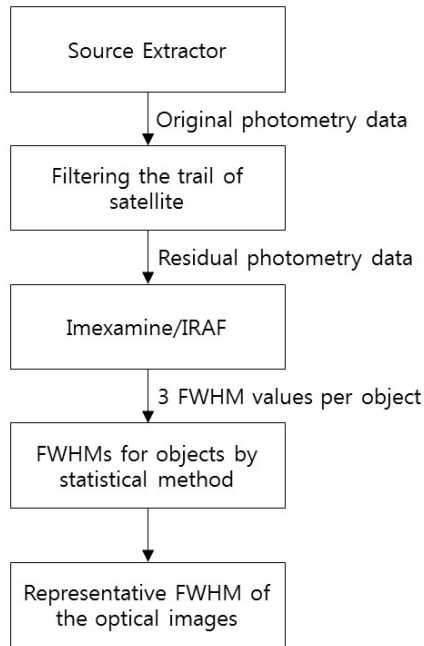 Source Extractor
Original photometry data
Filtering the trail of
satellite
Residual photometry data
Imexamine/IRAF
3 FWHM values per object
FWHMs for objects by
statistical method
Representative FWHM of
the optical images